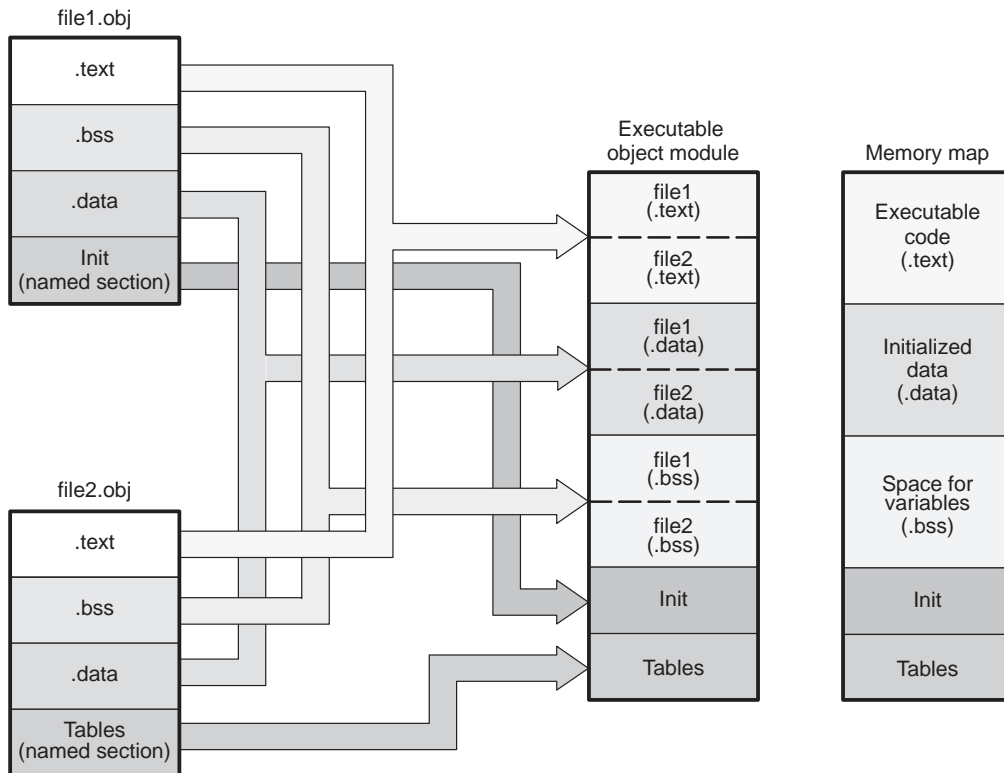 file1.obj
.text
.bss
.data
Init
(named section)
file2.obj
.text
.bss
.data
Tables
(named section)
Executable
object module
file1
(.text)
file2
(.text)
file1
(.data)
file2
(.data)
file1
(.bss)
file2
(.bss)
Init
Tables
Memory map
Executable
code
(.text)
Initialized
data
(.data)
Space for
variables
(.bss)
Init
Tables